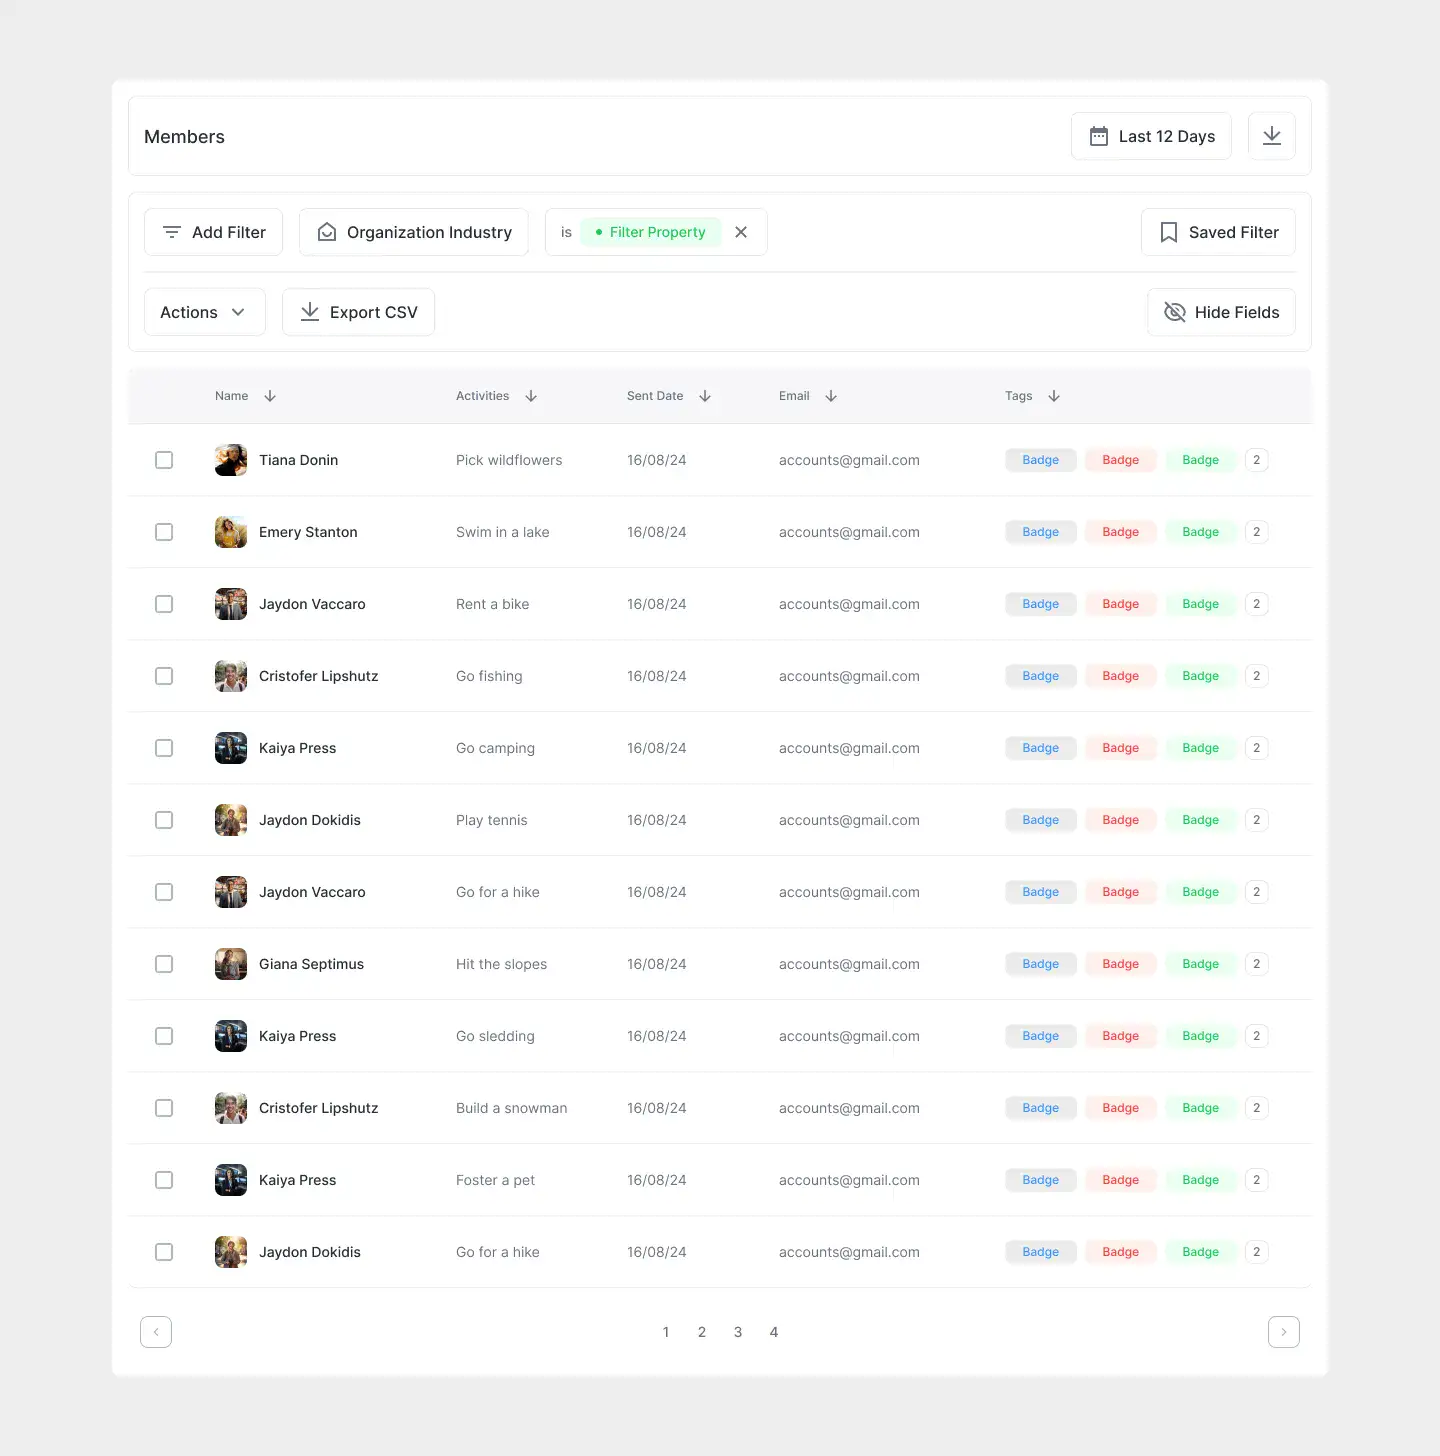 Members Last 12 Days
Add Filter Organization Industry is Filter Property Saved Filter
Actions Export CSV Hide Fields
Name Activities Sent Date Email Tags
Tiana Donin Pick wildflowers 16/08/24 accounts@gmail.com Badge Badge Badge 2
Emery Stanton Swim in a lake 16/08/24 accounts@gmail.com Badge Badge Badge 2
Jaydon Vaccaro Rent a bike 16/08/24 accounts@gmail.com Badge Badge Badge 2
Cristofer Lipshutz Go fishing 16/08/24 accounts@gmail.com Badge Badge Badge 2
Kaiya Press Go camping 16/08/24 accounts@gmail.com Badge Badge Badge 2
Jaydon Dokidis Play tennis 16/08/24 accounts@gmail.com Badge Badge Badge 2
Jaydon Vaccaro Go for a hike 16/08/24 accounts@gmail.com Badge Badge Badge 2
Giana Septimus Hit the slopes 16/08/24 accounts@gmail.com Badge Badge Badge 2
Kaiya Press Go sledding 16/08/24 accounts@gmail.com Badge Badge Badge 2
Cristofer Lipshutz Build a snowman 16/08/24 accounts@gmail.com Badge Badge Badge 2
Kaiya Press Foster a pet 16/08/24 accounts@gmail.com Badge Badge Badge 2
Jaydon Dokidis Go for a hike 16/08/24 accounts@gmail.com Badge Badge Badge 2
1 2 3 4